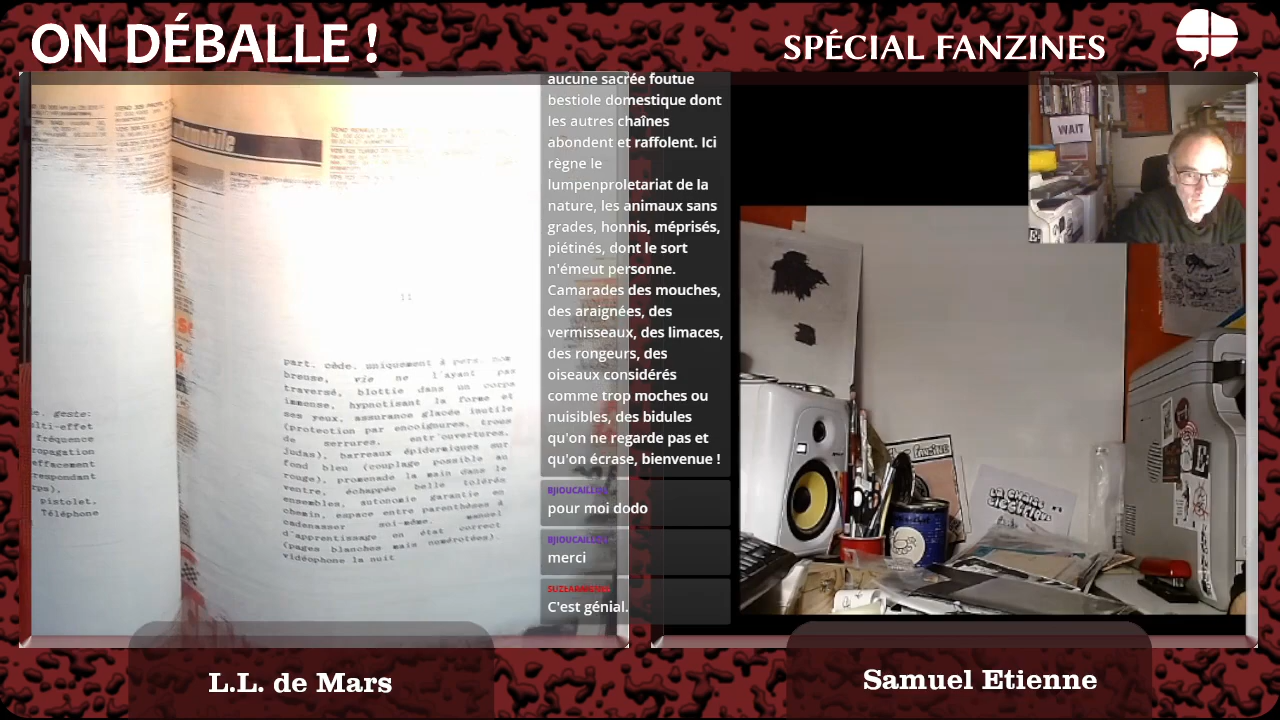 ON DÉBALLE !
SPÉCIAL FANZINES
aucune sacrée foutue
bestiole domestique dont
les autres chaînes
abondent et raffolent. Ici
règne le
lumpenproletariat de la
nature, les animaux sans
grades, honnis, méprisés,
piétinés, dont le sort
n'émeut personne.
Camarades des mouches,
des araignées, des
vermisseaux, des limaces,
des rongeurs, des
oiseaux considérés
comme trop moches ou
nuisibles, des bidules
qu'on ne regarde pas et
qu'on écrase, bienvenue !
pour moi dodo
merci
C'est génial.
11
part. cède. uniquement à pers. nom
breuse, vie ne l'ayant pas
traversé, blottie dans un corps
immense, hypnotisant la forme et
ses yeux, assurance glacée inutile
(protection par encoignures, trous
de serrures, entr'ouvertures,
judas), barreaux épidermiques sur
fond bleu (couplage possible au
rouge), promenade la main dans le
ventre, échappée belle tolérée
ensembles, autonomie garantie en
chemin, espace entre parenthèses à
cadenasser soi-même. manuel
d'apprentissage en état correct
(pages blanches mais numérotées).
vidéophone la nuit
geste:
multi-effet
fréquence
propagation
effacement
pistolet,
Téléphone
WAIT
LA CHAISE
ELECTRIQUE
L.L. de Mars
Samuel Etienne